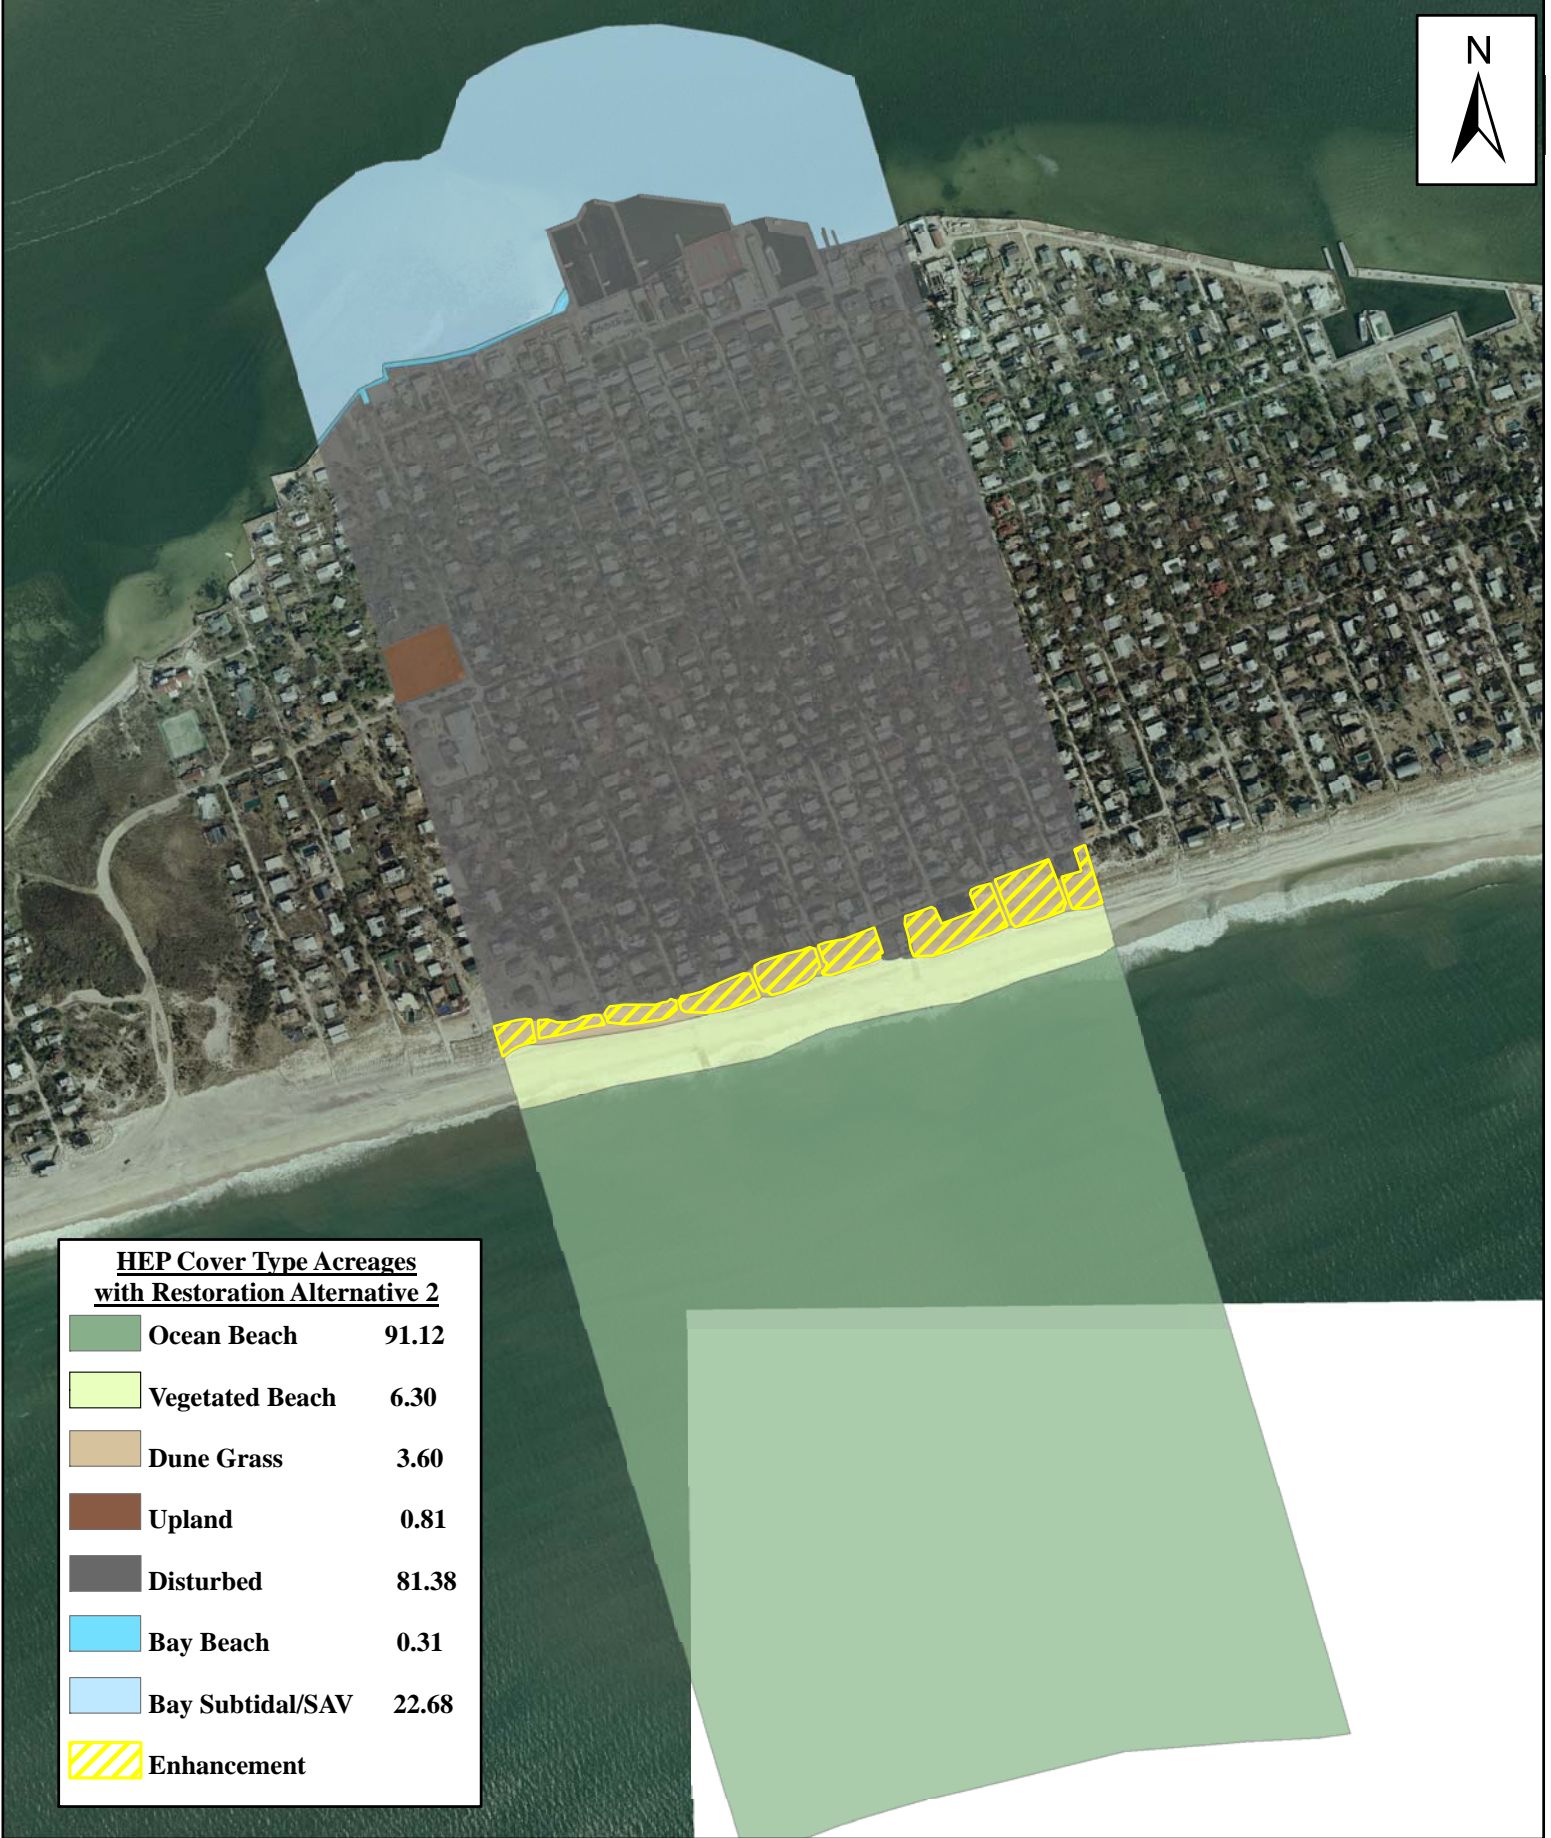 N
HEP Cover Type Acreages
with Restoration Alternative 2
Ocean Beach 91.12
Vegetated Beach 6.30
Dune Grass 3.60
Upland 0.81
Disturbed 81.38
Bay Beach 0.31
Bay Subtidal/SAV 22.68
Enhancement